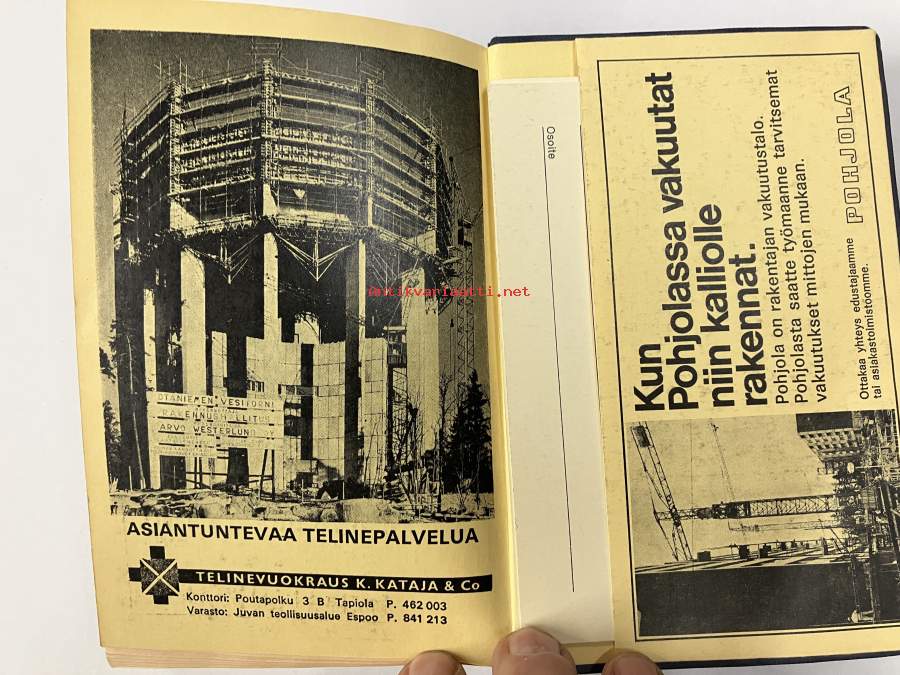 OTANIEMEN VESITORNI
RAKENNUSHALLITUS
ARVO WESTERLUND OY
ASIANTUNTEVAA TELINEPALVELUA
TELINEVUOKRAUS K. KATAJA & Co
Konttori: Poutapolku 3 B Tapiola P. 462 003
Varasto: Juvan teollisuusalue Espoo P. 841 213
antikvariaatti.net
Osoite
Kun
Pohjolassa vakuutat
niin kalliolle
rakennat.
Pohjola on rakentajan vakuutustalo.
Pohjolasta saatte työmaanne tarvitsemat
vakuutukset mittojen mukaan.
Ottakaa yhteys edustajaamme
tai asiakastoimistoomme.
POHJOLA